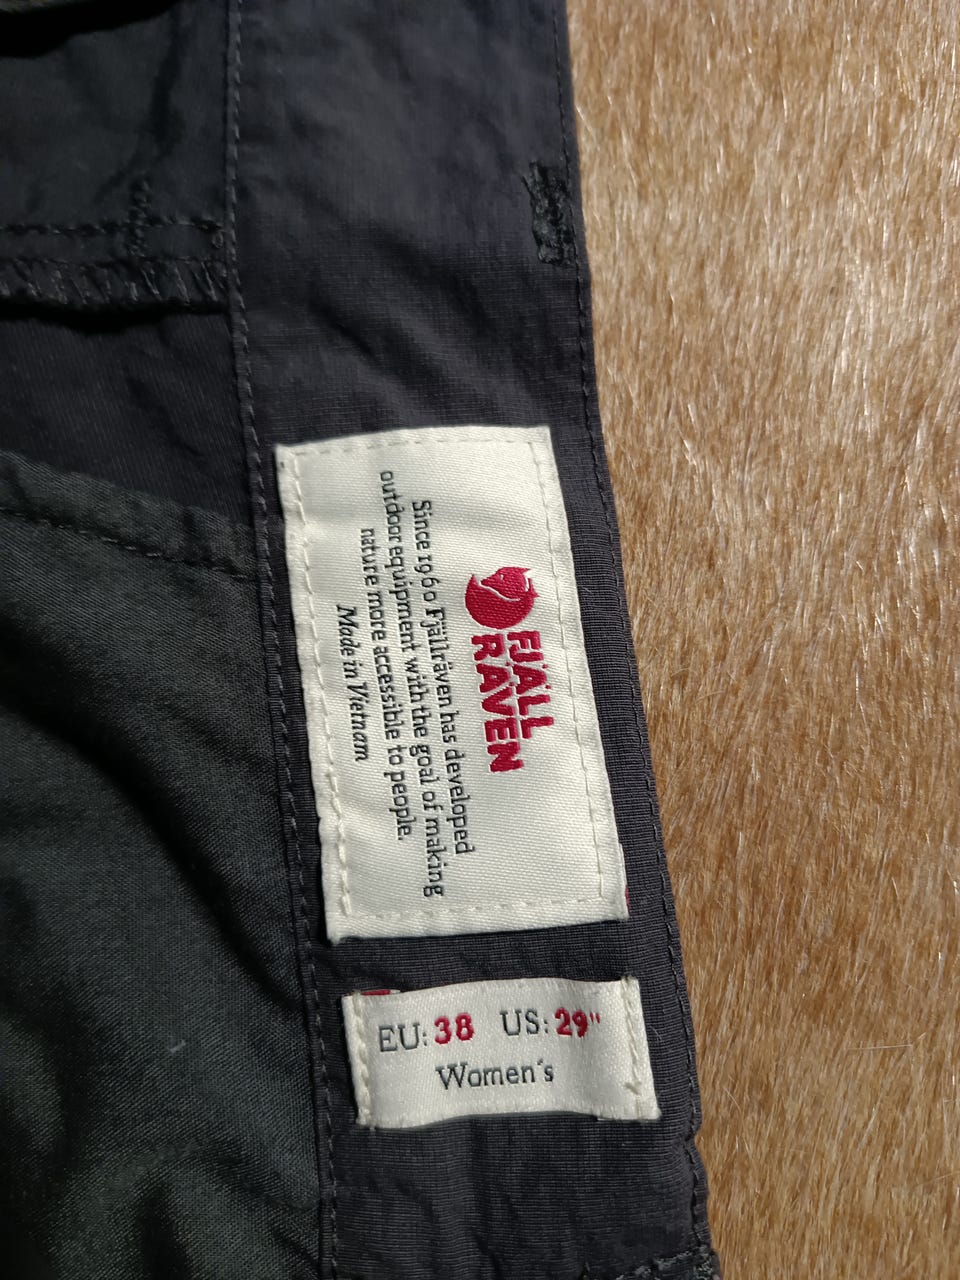 FJÄLL
RÄVEN
Since 1960 Fjällräven has developed
outdoor equipment with the goal of making
nature more accessible to people.
Made in Vietnam
EU: 38 US: 29"
Women´s